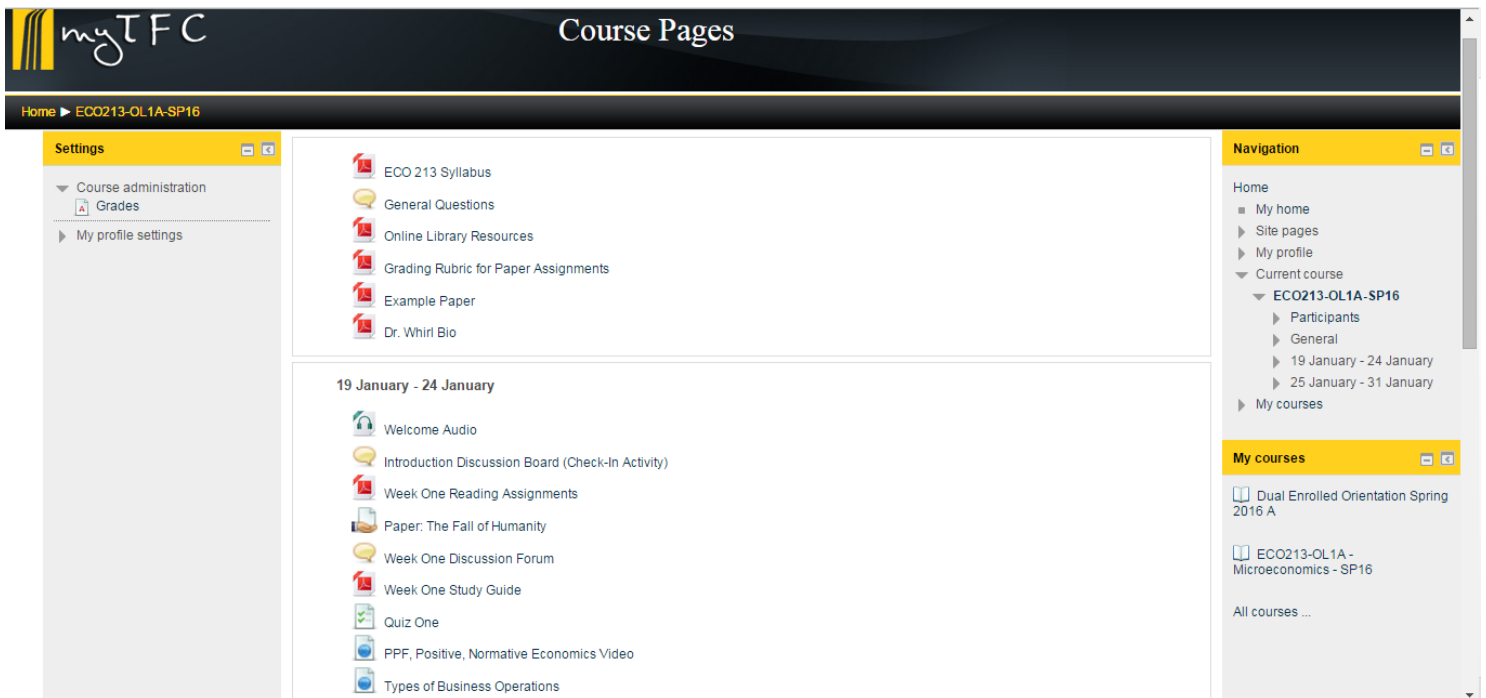 myTFC
Course Pages
Home ► ECO213-OL1A-SP16
Settings
Course administration
Grades
My profile settings
ECO 213 Syllabus
General Questions
Online Library Resources
Grading Rubric for Paper Assignments
Example Paper
Dr. Whirl Bio
19 January - 24 January
Welcome Audio
Introduction Discussion Board (Check-In Activity)
Week One Reading Assignments
Paper: The Fall of Humanity
Week One Discussion Forum
Week One Study Guide
Quiz One
PPF, Positive, Normative Economics Video
Types of Business Operations
Navigation
Home
My home
Site pages
My profile
Current course
ECO213-OL1A-SP16
Participants
General
19 January - 24 January
25 January - 31 January
My courses
My courses
Dual Enrolled Orientation Spring
2016 A
ECO213-OL1A -
Microeconomics - SP16
All courses ...